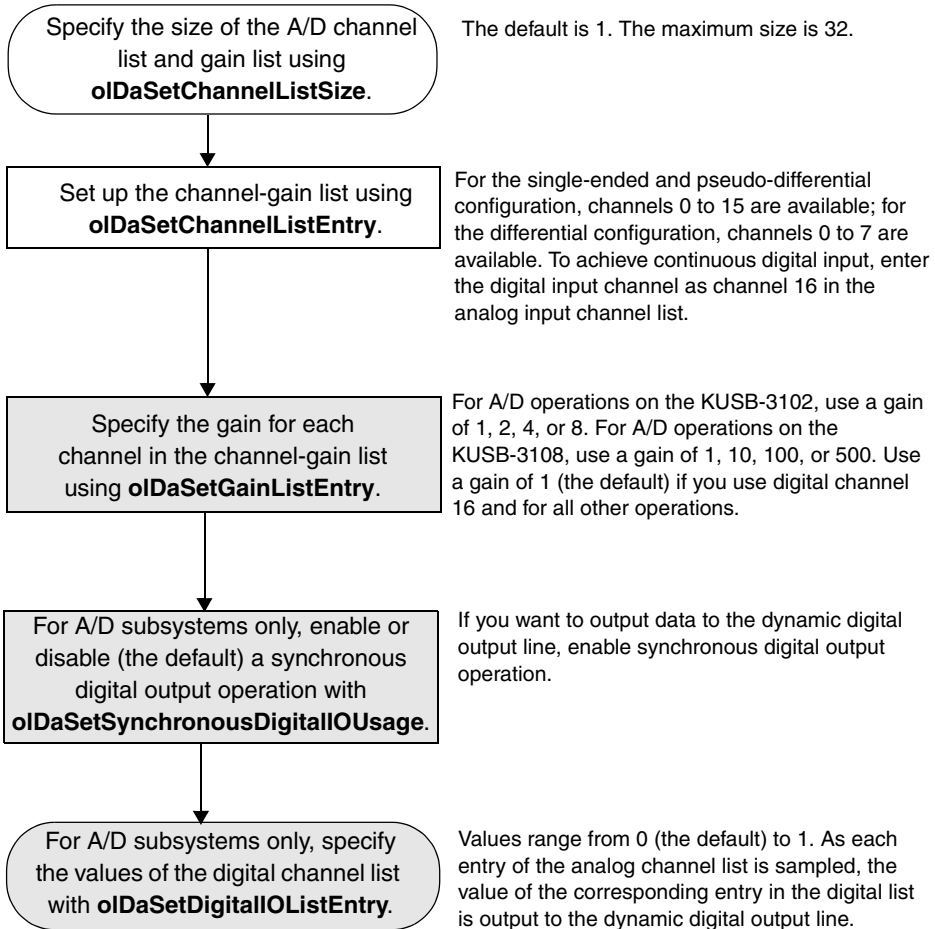 Specify the size of the A/D channel
list and gain list using
olDaSetChannelListSize.
The default is 1. The maximum size is 32.
Set up the channel-gain list using
olDaSetChannelListEntry.
For the single-ended and pseudo-differential
configuration, channels 0 to 15 are available; for
the differential configuration, channels 0 to 7 are
available. To achieve continuous digital input, enter
the digital input channel as channel 16 in the
analog input channel list.
Specify the gain for each
channel in the channel-gain list
using olDaSetGainListEntry.
For A/D operations on the KUSB-3102, use a gain
of 1, 2, 4, or 8. For A/D operations on the
KUSB-3108, use a gain of 1, 10, 100, or 500. Use
a gain of 1 (the default) if you use digital channel
16 and for all other operations.
For A/D subsystems only, enable or
disable (the default) a synchronous
digital output operation with
olDaSetSynchronousDigitalIOUsage.
If you want to output data to the dynamic digital
output line, enable synchronous digital output
operation.
For A/D subsystems only, specify
the values of the digital channel list
with olDaSetDigitalIOListEntry.
Values range from 0 (the default) to 1. As each
entry of the analog channel list is sampled, the
value of the corresponding entry in the digital list
is output to the dynamic digital output line.